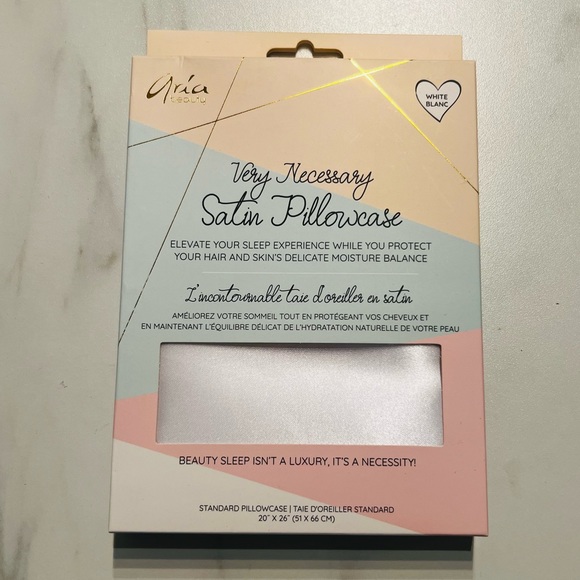 aria
beauty
WHITE
BLANC
Very Necessary
Satin Pillowcase
ELEVATE YOUR SLEEP EXPERIENCE WHILE YOU PROTECT
YOUR HAIR AND SKIN'S DELICATE MOISTURE BALANCE
L'incontournable taie d'oreiller en satin
AMÉLIOREZ VOTRE SOMMEIL TOUT EN PROTÉGEANT VOS CHEVEUX ET
EN MAINTENANT L'ÉQUILIBRE DÉLICAT DE L'HYDRATATION NATURELLE DE VOTRE PEAU
BEAUTY SLEEP ISN'T A LUXURY, IT'S A NECESSITY!
STANDARD PILLOWCASE | TAIE D'OREILLER STANDARD
20" X 26" (51 X 66 CM)